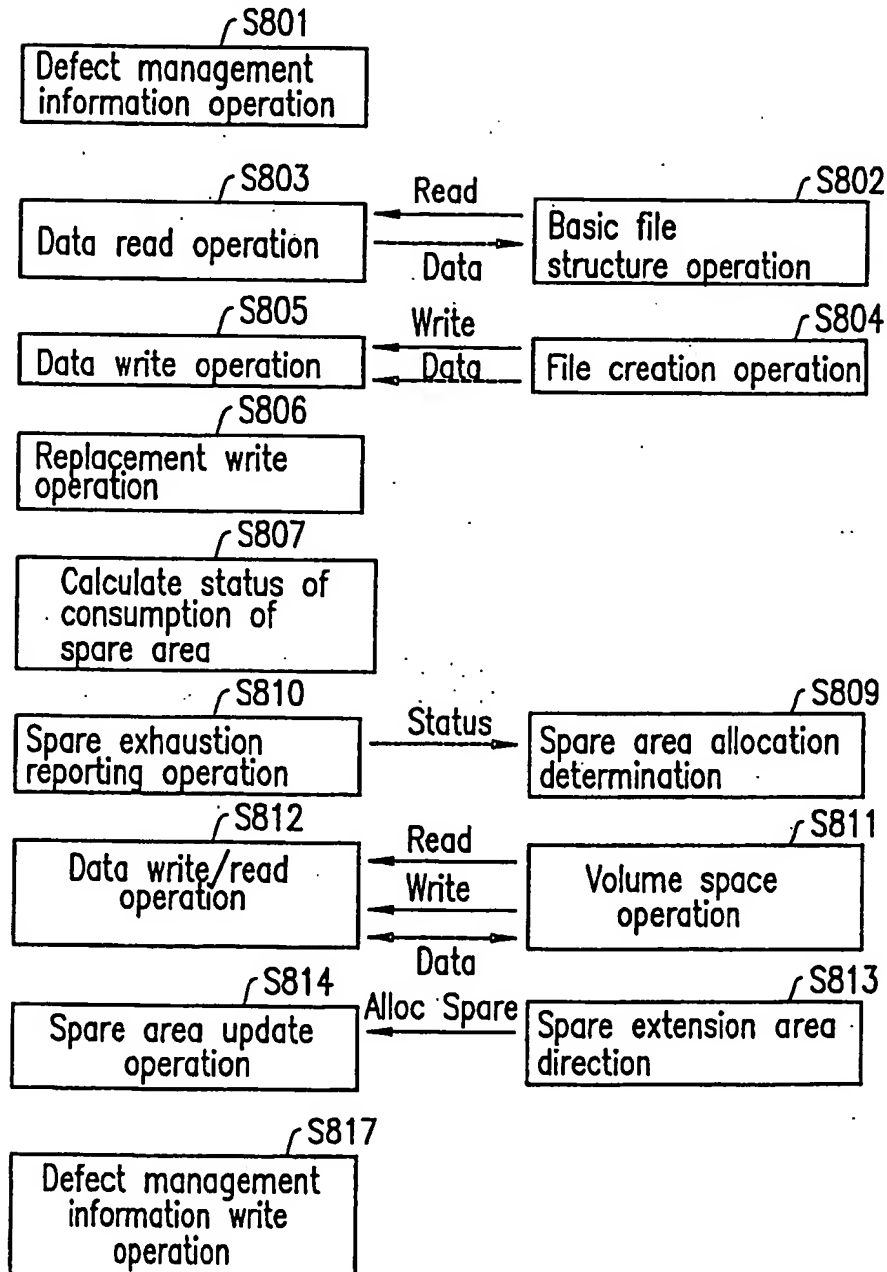 S801
Defect management
information operation
S803
Read
S802
Data read operation
Data
Basic file
structure operation
S805
Write
S804
Data write operation
Data
File creation operation
S806
Replacement write
operation
S807
Calculate status of
consumption of
spare area
S810
Status
S809
Spare exhaustion
reporting operation
Spare area allocation
determination
S812
Read
S811
Data write/read
operation
Write
Volume space
operation
Data
S814
Alloc Spare
S813
Spare area update
operation
Spare extension area
direction
S817
Defect management
information write
operation